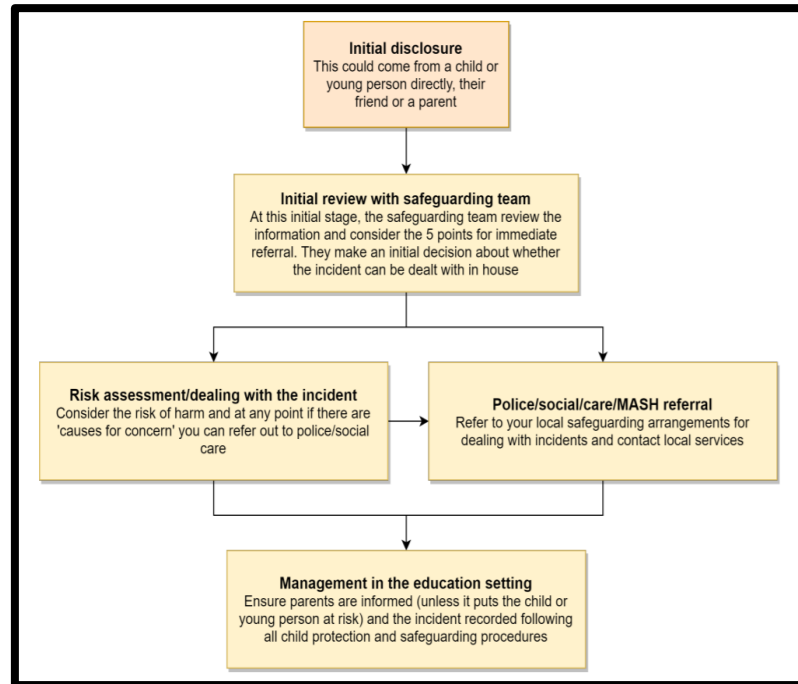 Initial disclosure
This could come from a child or
young person directly, their
friend or a parent
Initial review with safeguarding team
At this initial stage, the safeguarding team review the
information and consider the 5 points for immediate
referral. They make an initial decision about whether
the incident can be dealt with in house
Risk assessment/dealing with the incident
Consider the risk of harm and at any point if there are
'causes for concern' you can refer out to police/social
care
Police/social/care/MASH referral
Refer to your local safeguarding arrangements for
dealing with incidents and contact local services
Management in the education setting
Ensure parents are informed (unless it puts the child or
young person at risk) and the incident recorded following
all child protection and safeguarding procedures